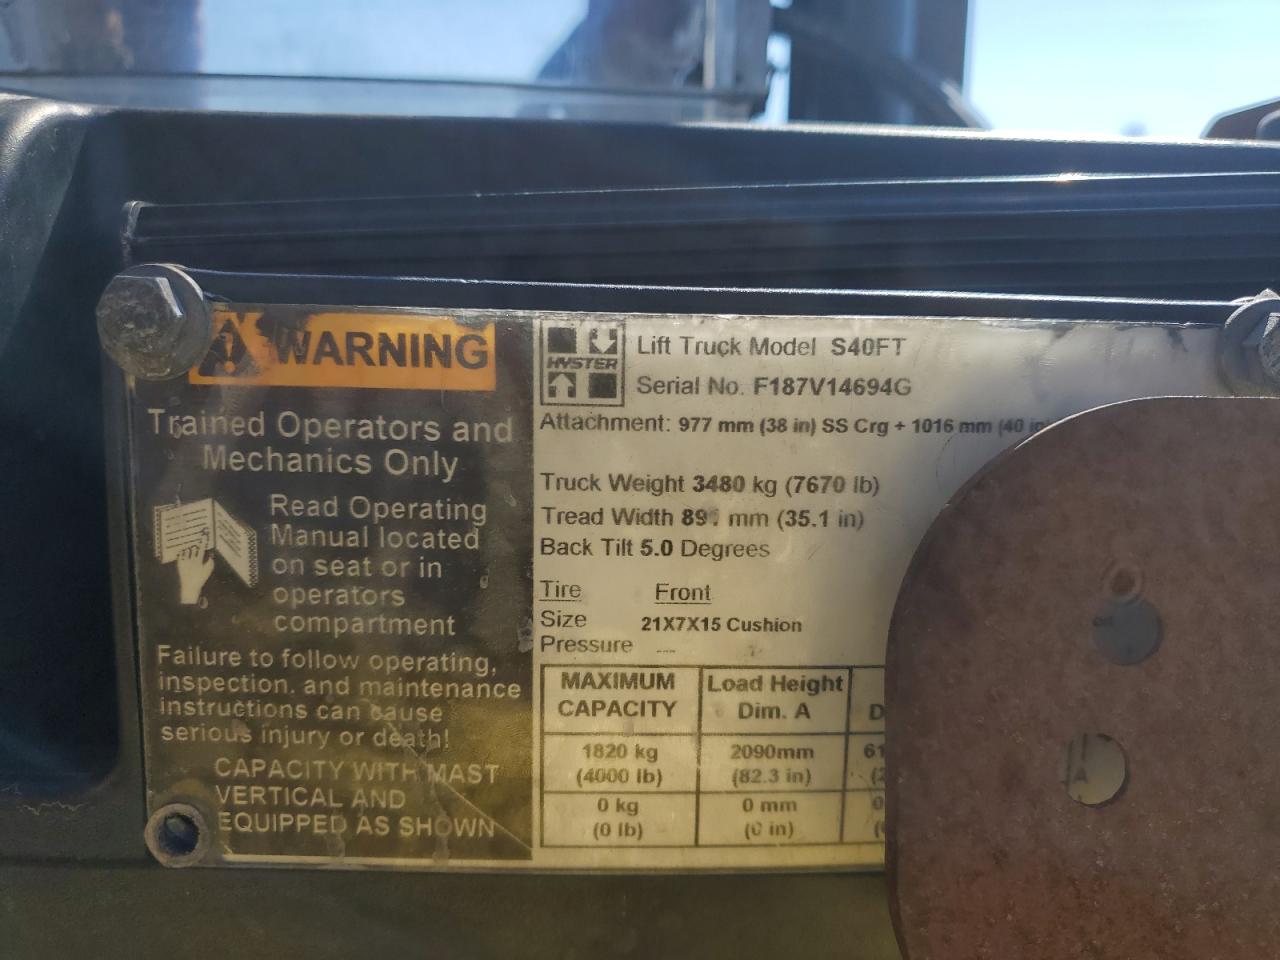 WARNING
Trained Operators and
Mechanics Only
Read Operating
Manual located
on seat or in
operators
compartment
Failure to follow operating,
inspection, and maintenance
instructions can cause
serious injury or death!
CAPACITY WITH MAST
VERTICAL AND
EQUIPPED AS SHOWN
HYSTER
Lift Truck Model S40FT
Serial No. F187V14694G
Attachment: 977 mm (38 in) SS Crg + 1016 mm (40 in
Truck Weight 3480 kg (7670 lb)
Tread Width mm (35.1 in)
Back Tilt 5.0 Degrees
Tire Front
Size 21X7X15 Cushion
Pressure
MAXIMUM Load Height
CAPACITY Dim. A D
1820 kg 2090mm 61
(4000 lb) (82.3 in) (2
0 kg 0 mm 0
(0 lb) (0 in) (
A